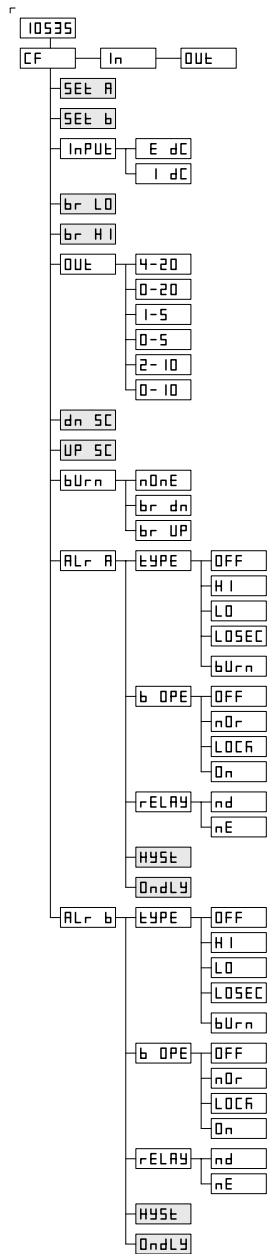 10535
CF In OUt
SEt A
SEt b
InPUt E dC
I dC
br LO
br HI
OUt 4-20
0-20
1-5
0-5
2-10
0-10
dn SC
UP SC
bUrn nOnE
br dn
br UP
ALr A tYPE OFF
HI
LO
LOSEC
bUrn
b OPE OFF
nOr
LOCK
On
rELAY nd
nE
HYSt
OndLY
ALr b tYPE OFF
HI
LO
LOSEC
bUrn
b OPE OFF
nOr
LOCK
On
rELAY nd
nE
HYSt
OndLY